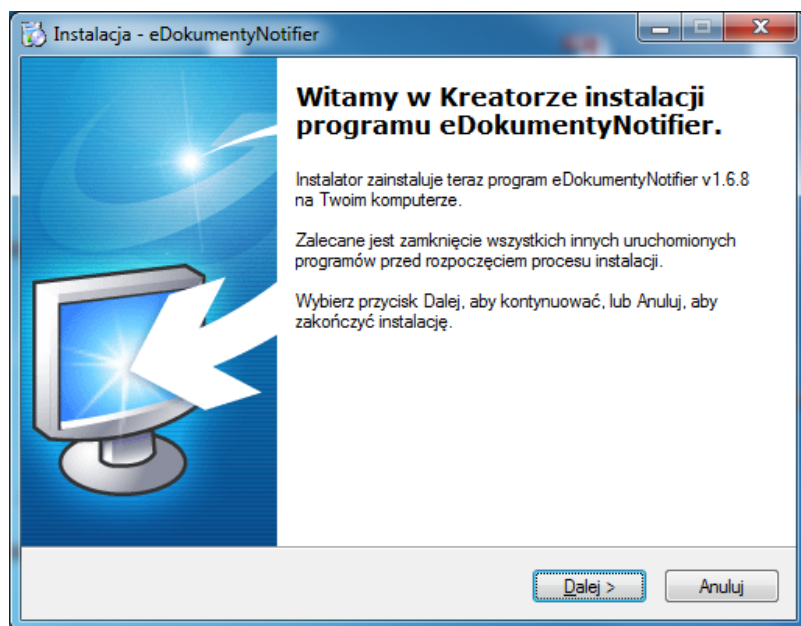 Instalacja - eDokumentyNotifier
Witamy w Kreatorze instalacji
programu eDokumentyNotifier.
Instalator zainstaluje teraz program eDokumentyNotifier v1.6.8
na Twoim komputerze.
Zalecane jest zamknięcie wszystkich innych uruchomionych
programów przed rozpoczęciem procesu instalacji.
Wybierz przycisk Dalej, aby kontynuować, lub Anuluj, aby
zakończyć instalację.
Dalej > Anuluj